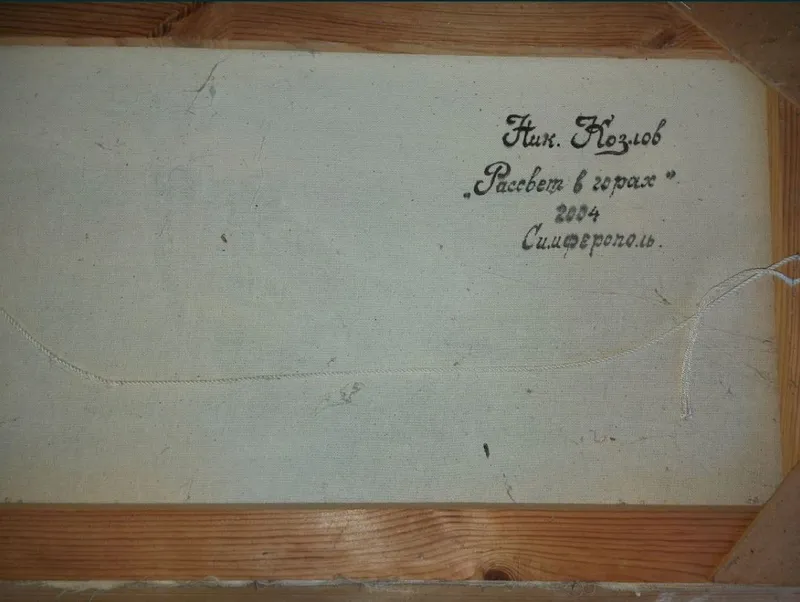 Ник. Козлов
„Рассвет в горах"
2004
Симферополь.